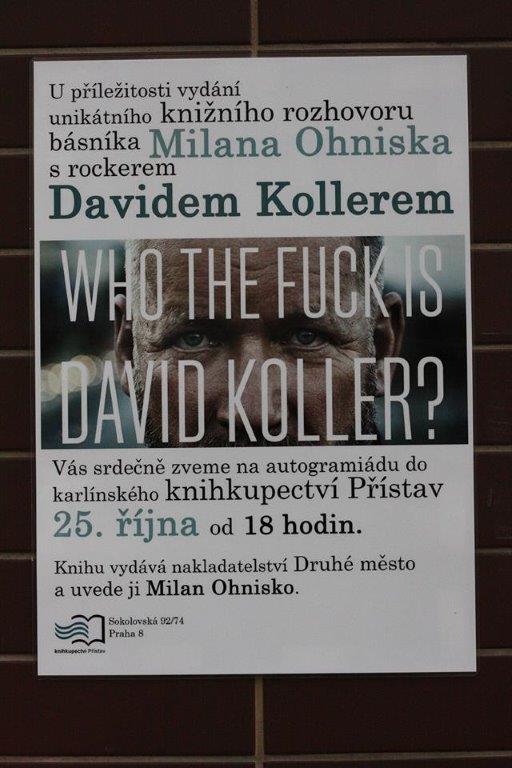 U příležitosti vydání
unikátního knižního rozhovoru
básníka Milana Ohniska
s rockerem
Davidem Kollerem
WHO THE FUCK IS
DAVID KOLLER?
Vás srdečně zveme na autogramiádu do
karlínského knihkupectví Přístav
25. října od 18 hodin.
Knihu vydává nakladatelství Druhé město
a uvede ji Milan Ohnisko.
Sokolovská 92/74
Praha 8
knihkupectví Přístav